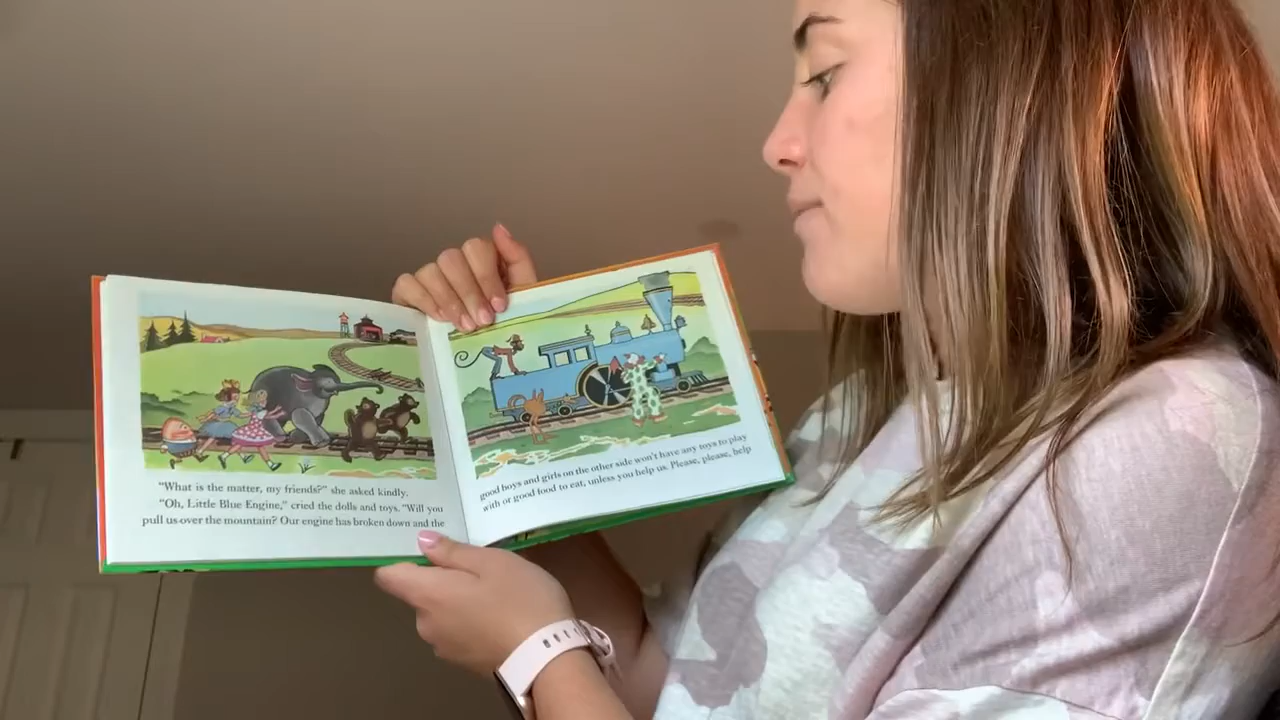 "What is the matter, my friends?" she asked kindly.
"Oh, Little Blue Engine," cried the dolls and toys. "Will you
pull us over the mountain? Our engine has broken down and the
good boys and girls on the other side won't have any toys to play
with or good food to eat, unless you help us. Please, please, help